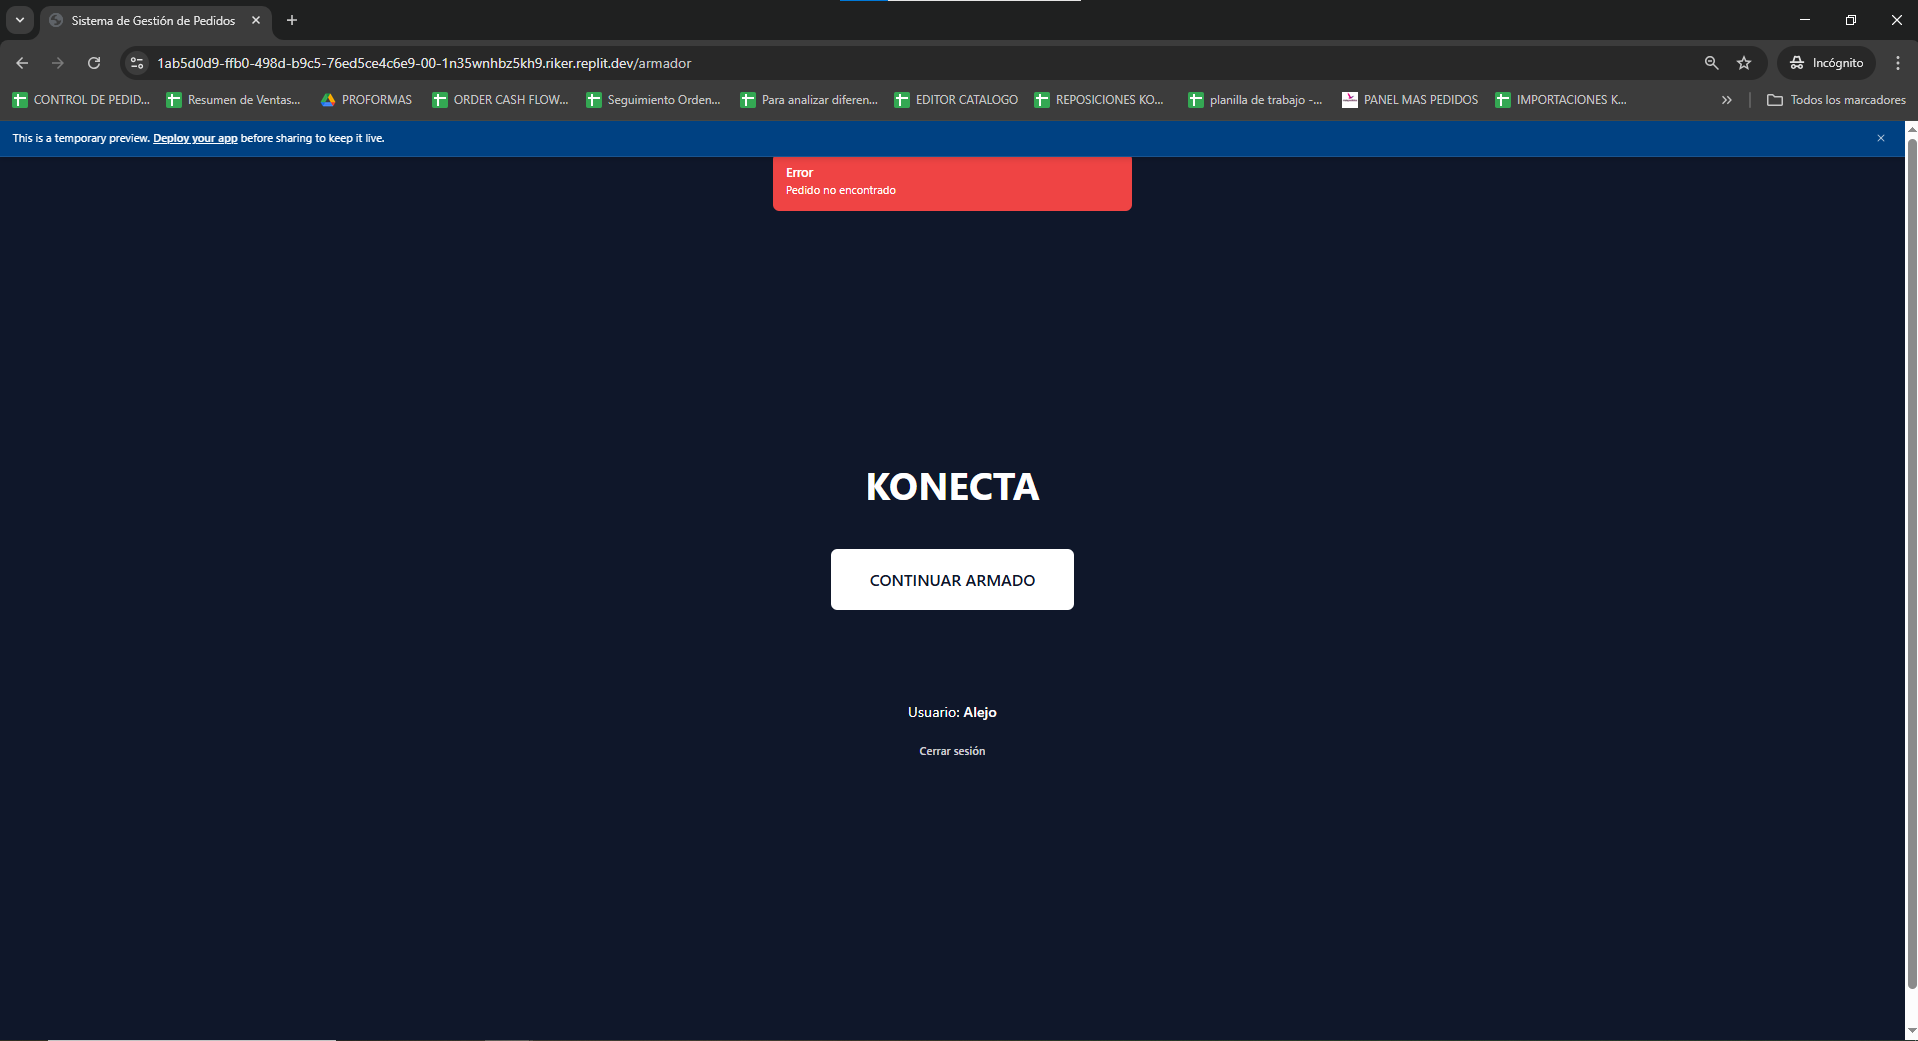 Sistema de Gestión de Pedidos
1ab5d0d9-ffb0-498d-b9c5-76ed5ce4c6e9-00-1n35wnhbz5kh9.riker.replit.dev/armador
Incógnito
CONTROL DE PEDID...
Resumen de Ventas...
PROFORMAS
ORDER CASH FLOW...
Seguimiento Orden...
Para analizar diferen...
EDITOR CATALOGO
REPOSICIONES KO...
planilla de trabajo -...
PANEL MAS PEDIDOS
IMPORTACIONES K...
Todos los marcadores
This is a temporary preview. Deploy your app before sharing to keep it live.
Error
Pedido no encontrado
KONECTA
CONTINUAR ARMADO
Usuario: Alejo
Cerrar sesión